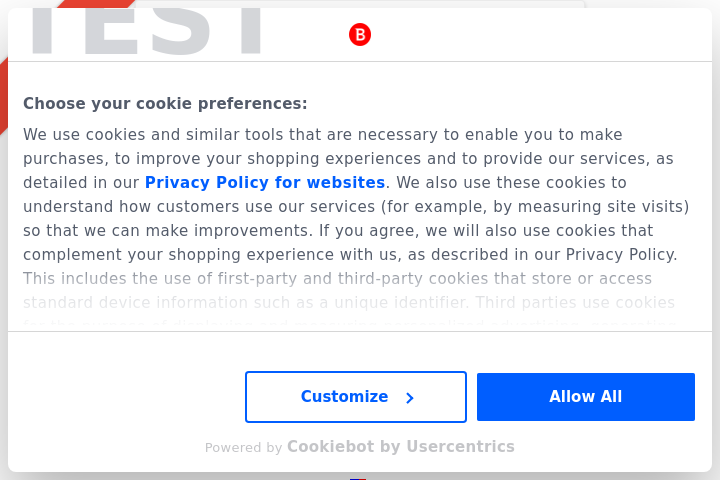 TEST
B
Choose your cookie preferences:
We use cookies and similar tools that are necessary to enable you to make
purchases, to improve your shopping experiences and to provide our services, as
detailed in our Privacy Policy for websites. We also use these cookies to
understand how customers use our services (for example, by measuring site visits)
so that we can make improvements. If you agree, we will also use cookies that
complement your shopping experience with us, as described in our Privacy Policy.
This includes the use of first-party and third-party cookies that store or access
standard device information such as a unique identifier. Third parties use cookies
Customize
Allow All
Powered by Cookiebot by Usercentrics